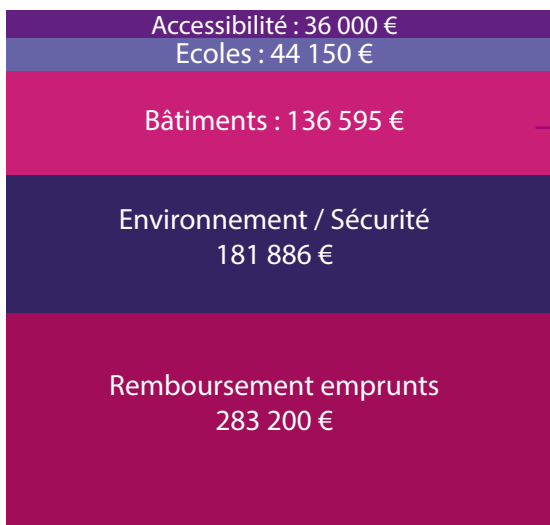 Accessibilité : 36 000 €
Ecoles : 44 150 €
Bâtiments : 136 595 €
Environnement / Sécurité
181 886 €
Remboursement emprunts
283 200 €